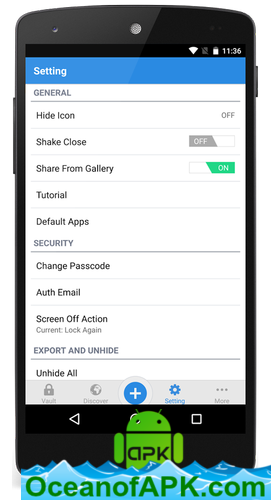 11:36
Setting
GENERAL
Hide Icon OFF
Shake Close OFF
Share From Gallery ON
Tutorial
Default Apps
SECURITY
Change Passcode
Auth Email
Screen Off Action
Current: Lock Again
EXPORT AND UNHIDE
Unhide All
Vault Discover Setting More
apk
OceanofAPK.com